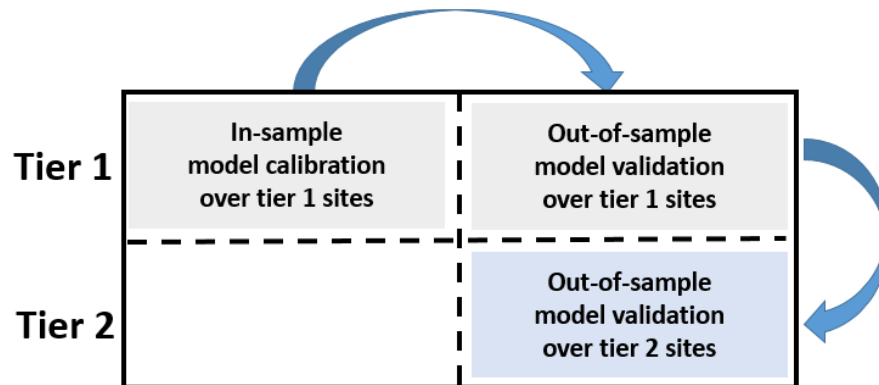 Tier 1
In-sample
model calibration
over tier 1 sites
Out-of-sample
model validation
over tier 1 sites
Tier 2
Out-of-sample
model validation
over tier 2 sites